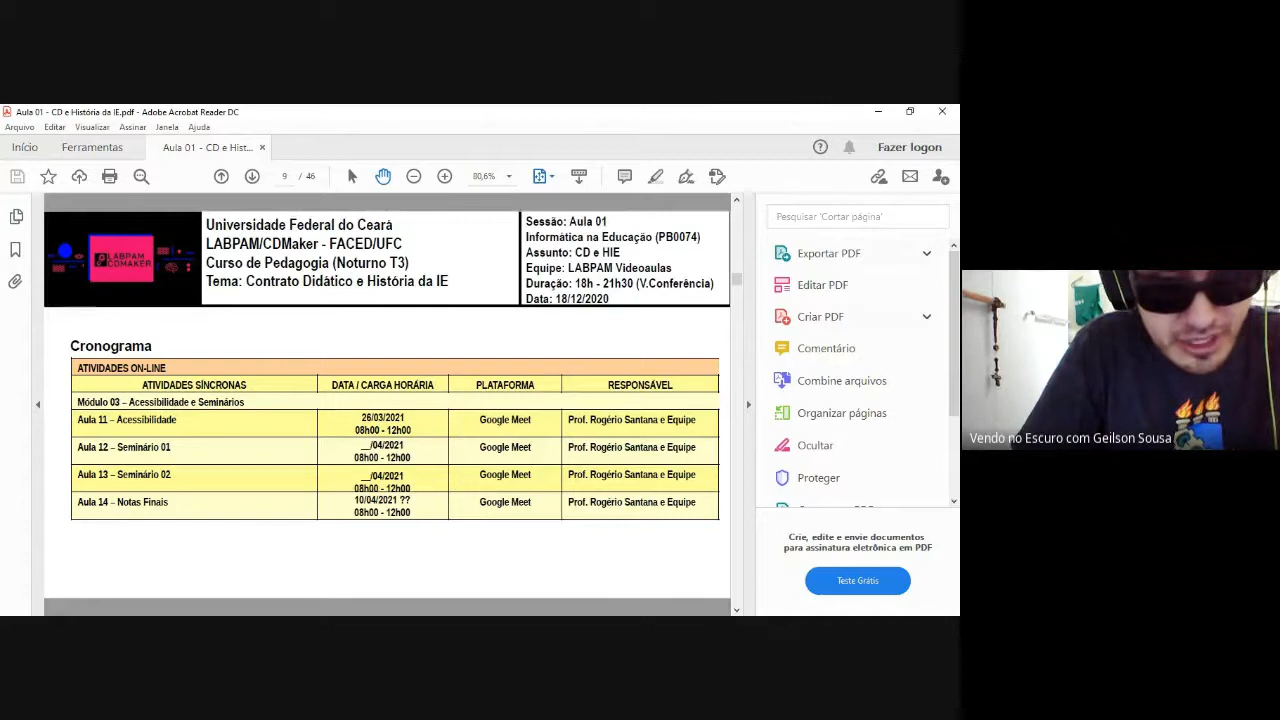 Aula 01 - CD e História da IE.pdf - Adobe Acrobat Reader DC
Arquivo Editar Visualizar Assinar Janela Ajuda
Início Ferramentas Aula 01 - CD e Hist... × Fazer logon
9 / 46 80,6%
Universidade Federal do Ceará
LABPAM/CDMaker - FACED/UFC
Curso de Pedagogia (Noturno T3)
Tema: Contrato Didático e História da IE
LABPAM
CDMAKER
Sessão: Aula 01
Informática na Educação (PB0074)
Assunto: CD e HIE
Equipe: LABPAM Videoaulas
Duração: 18h - 21h30 (V.Conferência)
Data: 18/12/2020
Cronograma
ATIVIDADES ON-LINE
ATIVIDADES SÍNCRONAS DATA / CARGA HORÁRIA PLATAFORMA RESPONSÁVEL
Módulo 03 – Acessibilidade e Seminários
Aula 11 – Acessibilidade 26/03/2021 08h00 - 12h00 Google Meet Prof. Rogério Santana e Equipe
Aula 12 – Seminário 01 __/04/2021 08h00 - 12h00 Google Meet Prof. Rogério Santana e Equipe
Aula 13 – Seminário 02 __/04/2021 08h00 - 12h00 Google Meet Prof. Rogério Santana e Equipe
Aula 14 – Notas Finais 10/04/2021 ?? 08h00 - 12h00 Google Meet Prof. Rogério Santana e Equipe
Pesquisar 'Cortar página'
Exportar PDF
Editar PDF
Criar PDF
Comentário
Combine arquivos
Organizar páginas
Ocultar
Proteger
Crie, edite e envie documentos
para assinatura eletrônica em PDF
Teste Grátis
Vendo no Escuro com Geilson Sousa